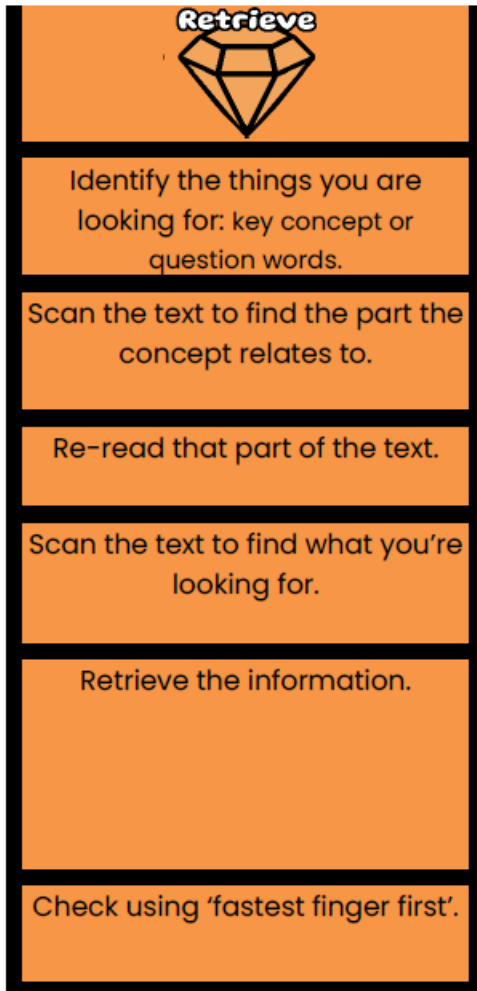 Retrieve
Identify the things you are
looking for: key concept or
question words.
Scan the text to find the part the
concept relates to.
Re-read that part of the text.
Scan the text to find what you’re
looking for.
Retrieve the information.
Check using ‘fastest finger first’.